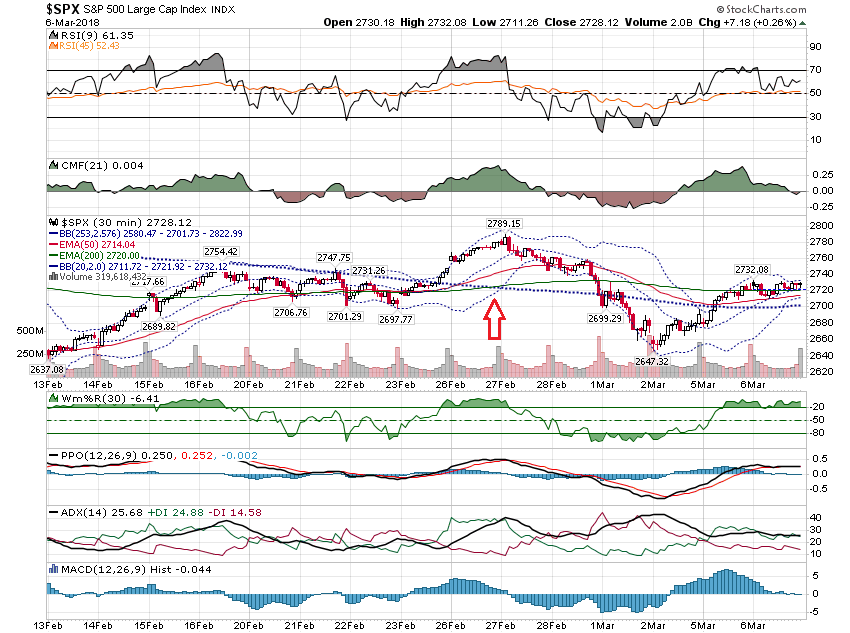 $SPX S&P 500 Large Cap Index INDX © StockCharts.com
6-Mar-2018 Open 2730.18 High 2732.08 Low 2711.26 Close 2728.12 Volume 2.0B Chg +7.18 (+0.26%)
RSI(9) 61.35
RSI(45) 52.43
90
70
50
30
10
CMF(21) 0.004
0.25
0.00
-0.25
$SPX (30 min) 2728.12
BB(253,2.576) 2580.47 - 2701.73 - 2822.99
EMA(50) 2714.04
EMA(200) 2720.00
BB(20,2.0) 2711.72 - 2721.92 - 2732.12
Volume 319,618,432
2789.15
2754.42
2747.75
2731.26
2732.08
2717.66
2706.76
2701.29
2697.77
2699.29
2689.82
2647.32
2637.08
2800
2780
2760
2740
2720
2700
2680
2660
2640
2620
500M
250M
13Feb 14Feb 15Feb 16Feb 20Feb 21Feb 22Feb 23Feb 26Feb 27Feb 28Feb 1Mar 2Mar 5Mar 6Mar
Wm%R(30) -6.41
-20
-50
-80
PPO(12,26,9) 0.250, 0.252, -0.002
0.5
0.0
-0.5
ADX(14) 25.68 +DI 24.88 -DI 14.58
40
30
20
10
MACD(12,26,9) Hist -0.044
5
0
-5
13Feb 14Feb 15Feb 16Feb 20Feb 21Feb 22Feb 23Feb 26Feb 27Feb 28Feb 1Mar 2Mar 5Mar 6Mar